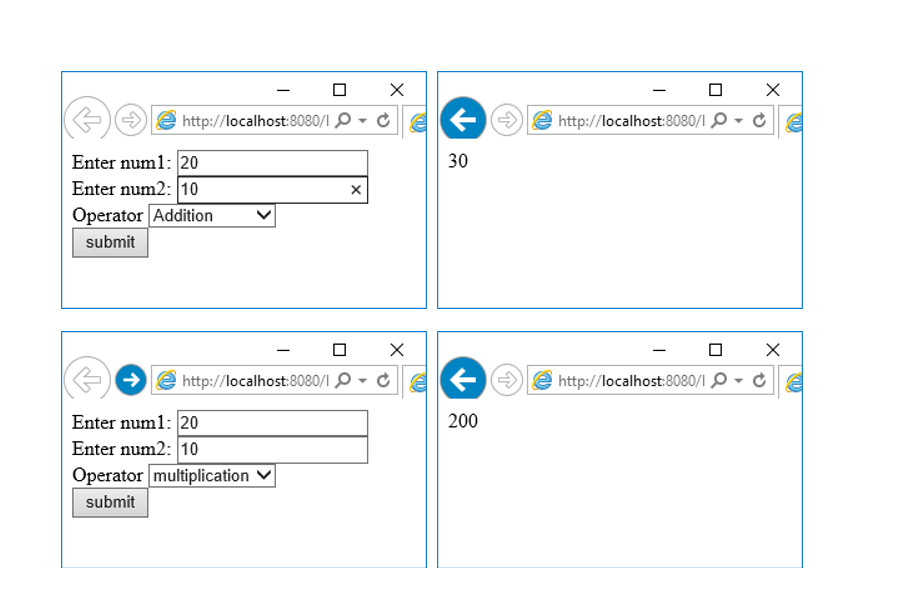 http://localhost:8080/l
Enter num1: 20
Enter num2: 10
Operator Addition
submit
http://localhost:8080/l
30
http://localhost:8080/l
Enter num1: 20
Enter num2: 10
Operator multiplication
submit
http://localhost:8080/l
200